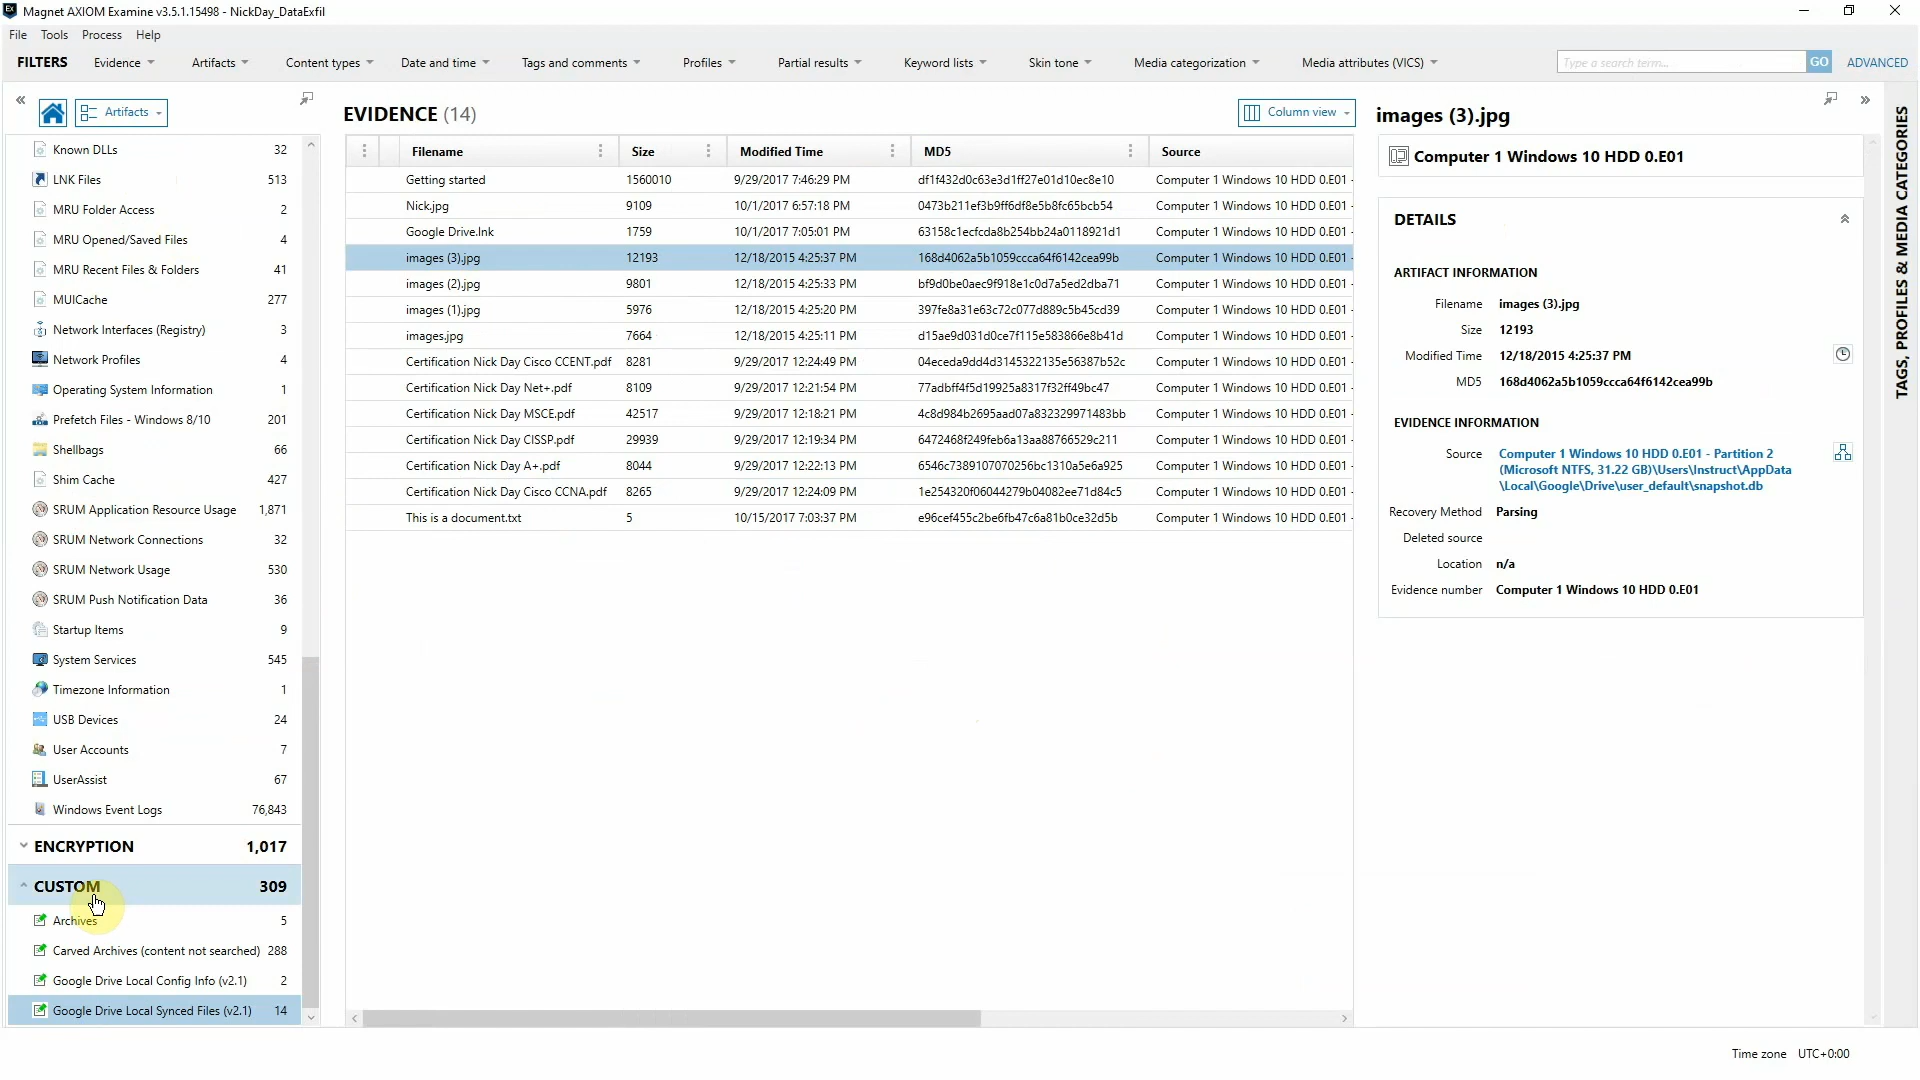 Magnet AXIOM Examine v3.5.1.15498 - NickDay_DataExfil
File Tools Process Help
FILTERS Evidence Artifacts Content types Date and time Tags and comments Profiles Partial results Keyword lists Skin tone Media categorization Media attributes (VICS) Type a search term... GO ADVANCED
Artifacts
Known DLLs 32
LNK Files 513
MRU Folder Access 2
MRU Opened/Saved Files 4
MRU Recent Files & Folders 41
MUICache 277
Network Interfaces (Registry) 3
Network Profiles 4
Operating System Information 1
Prefetch Files - Windows 8/10 201
Shellbags 66
Shim Cache 427
SRUM Application Resource Usage 1,871
SRUM Network Connections 32
SRUM Network Usage 530
SRUM Push Notification Data 36
Startup Items 9
System Services 545
Timezone Information 1
USB Devices 24
User Accounts 7
UserAssist 67
Windows Event Logs 76,843
ENCRYPTION 1,017
CUSTOM 309
Archives 5
Carved Archives (content not searched) 288
Google Drive Local Config Info (v2.1) 2
Google Drive Local Synced Files (v2.1) 14
EVIDENCE (14) Column view
Filename Size Modified Time MD5 Source
Getting started 1560010 9/29/2017 7:46:29 PM df1f432d0c63e3d1ff27e01d10ec8e10 Computer 1 Windows 10 HDD 0.E01 -
Nick.jpg 9109 10/1/2017 6:57:18 PM 0473b211ef3b9ff6df8e5b8fc65bcb54 Computer 1 Windows 10 HDD 0.E01 -
Google Drive.lnk 1759 10/1/2017 7:05:01 PM 63158c1ecfcda8b254bb24a0118921d1 Computer 1 Windows 10 HDD 0.E01 -
images (3).jpg 12193 12/18/2015 4:25:37 PM 168d4062a5b1059ccca64f6142cea99b Computer 1 Windows 10 HDD 0.E01 -
images (2).jpg 9801 12/18/2015 4:25:33 PM bf9d0be0aec9f918e1c0d7a5ed2dba71 Computer 1 Windows 10 HDD 0.E01 -
images (1).jpg 5976 12/18/2015 4:25:20 PM 397fe8a31e63c72c077d889c5b45cd39 Computer 1 Windows 10 HDD 0.E01 -
images.jpg 7664 12/18/2015 4:25:11 PM d15ae9d031d0ce7f115e583866e8b41d Computer 1 Windows 10 HDD 0.E01 -
Certification Nick Day Cisco CCENT.pdf 8281 9/29/2017 12:24:49 PM 04eceda9dd4d3145322135e56387b52c Computer 1 Windows 10 HDD 0.E01 -
Certification Nick Day Net+.pdf 8109 9/29/2017 12:21:54 PM 77adbff4f5d19925a8317f32ff49bc47 Computer 1 Windows 10 HDD 0.E01 -
Certification Nick Day MSCE.pdf 42517 9/29/2017 12:18:21 PM 4c8d984b2695aad07a832329971483bb Computer 1 Windows 10 HDD 0.E01 -
Certification Nick Day CISSP.pdf 29939 9/29/2017 12:19:34 PM 6472468f249feb6a13aa88766529c211 Computer 1 Windows 10 HDD 0.E01 -
Certification Nick Day A+.pdf 8044 9/29/2017 12:22:13 PM 6546c7389107070256bc1310a5e6a925 Computer 1 Windows 10 HDD 0.E01 -
Certification Nick Day Cisco CCNA.pdf 8265 9/29/2017 12:24:09 PM 1e254320f06044279b04082ee71d84c5 Computer 1 Windows 10 HDD 0.E01 -
This is a document.txt 5 10/15/2017 7:03:37 PM e96cef455c2be6fb47c6a81b0ce32d5b Computer 1 Windows 10 HDD 0.E01 -
images (3).jpg
Computer 1 Windows 10 HDD 0.E01
DETAILS
ARTIFACT INFORMATION
Filename images (3).jpg
Size 12193
Modified Time 12/18/2015 4:25:37 PM
MD5 168d4062a5b1059ccca64f6142cea99b
EVIDENCE INFORMATION
Source Computer 1 Windows 10 HDD 0.E01 - Partition 2
(Microsoft NTFS, 31.22 GB)\Users\Instruct\AppData
\Local\Google\Drive\user_default\snapshot.db
Recovery Method Parsing
Deleted source
Location n/a
Evidence number Computer 1 Windows 10 HDD 0.E01
TAGS, PROFILES & MEDIA CATEGORIES
Time zone UTC+0:00